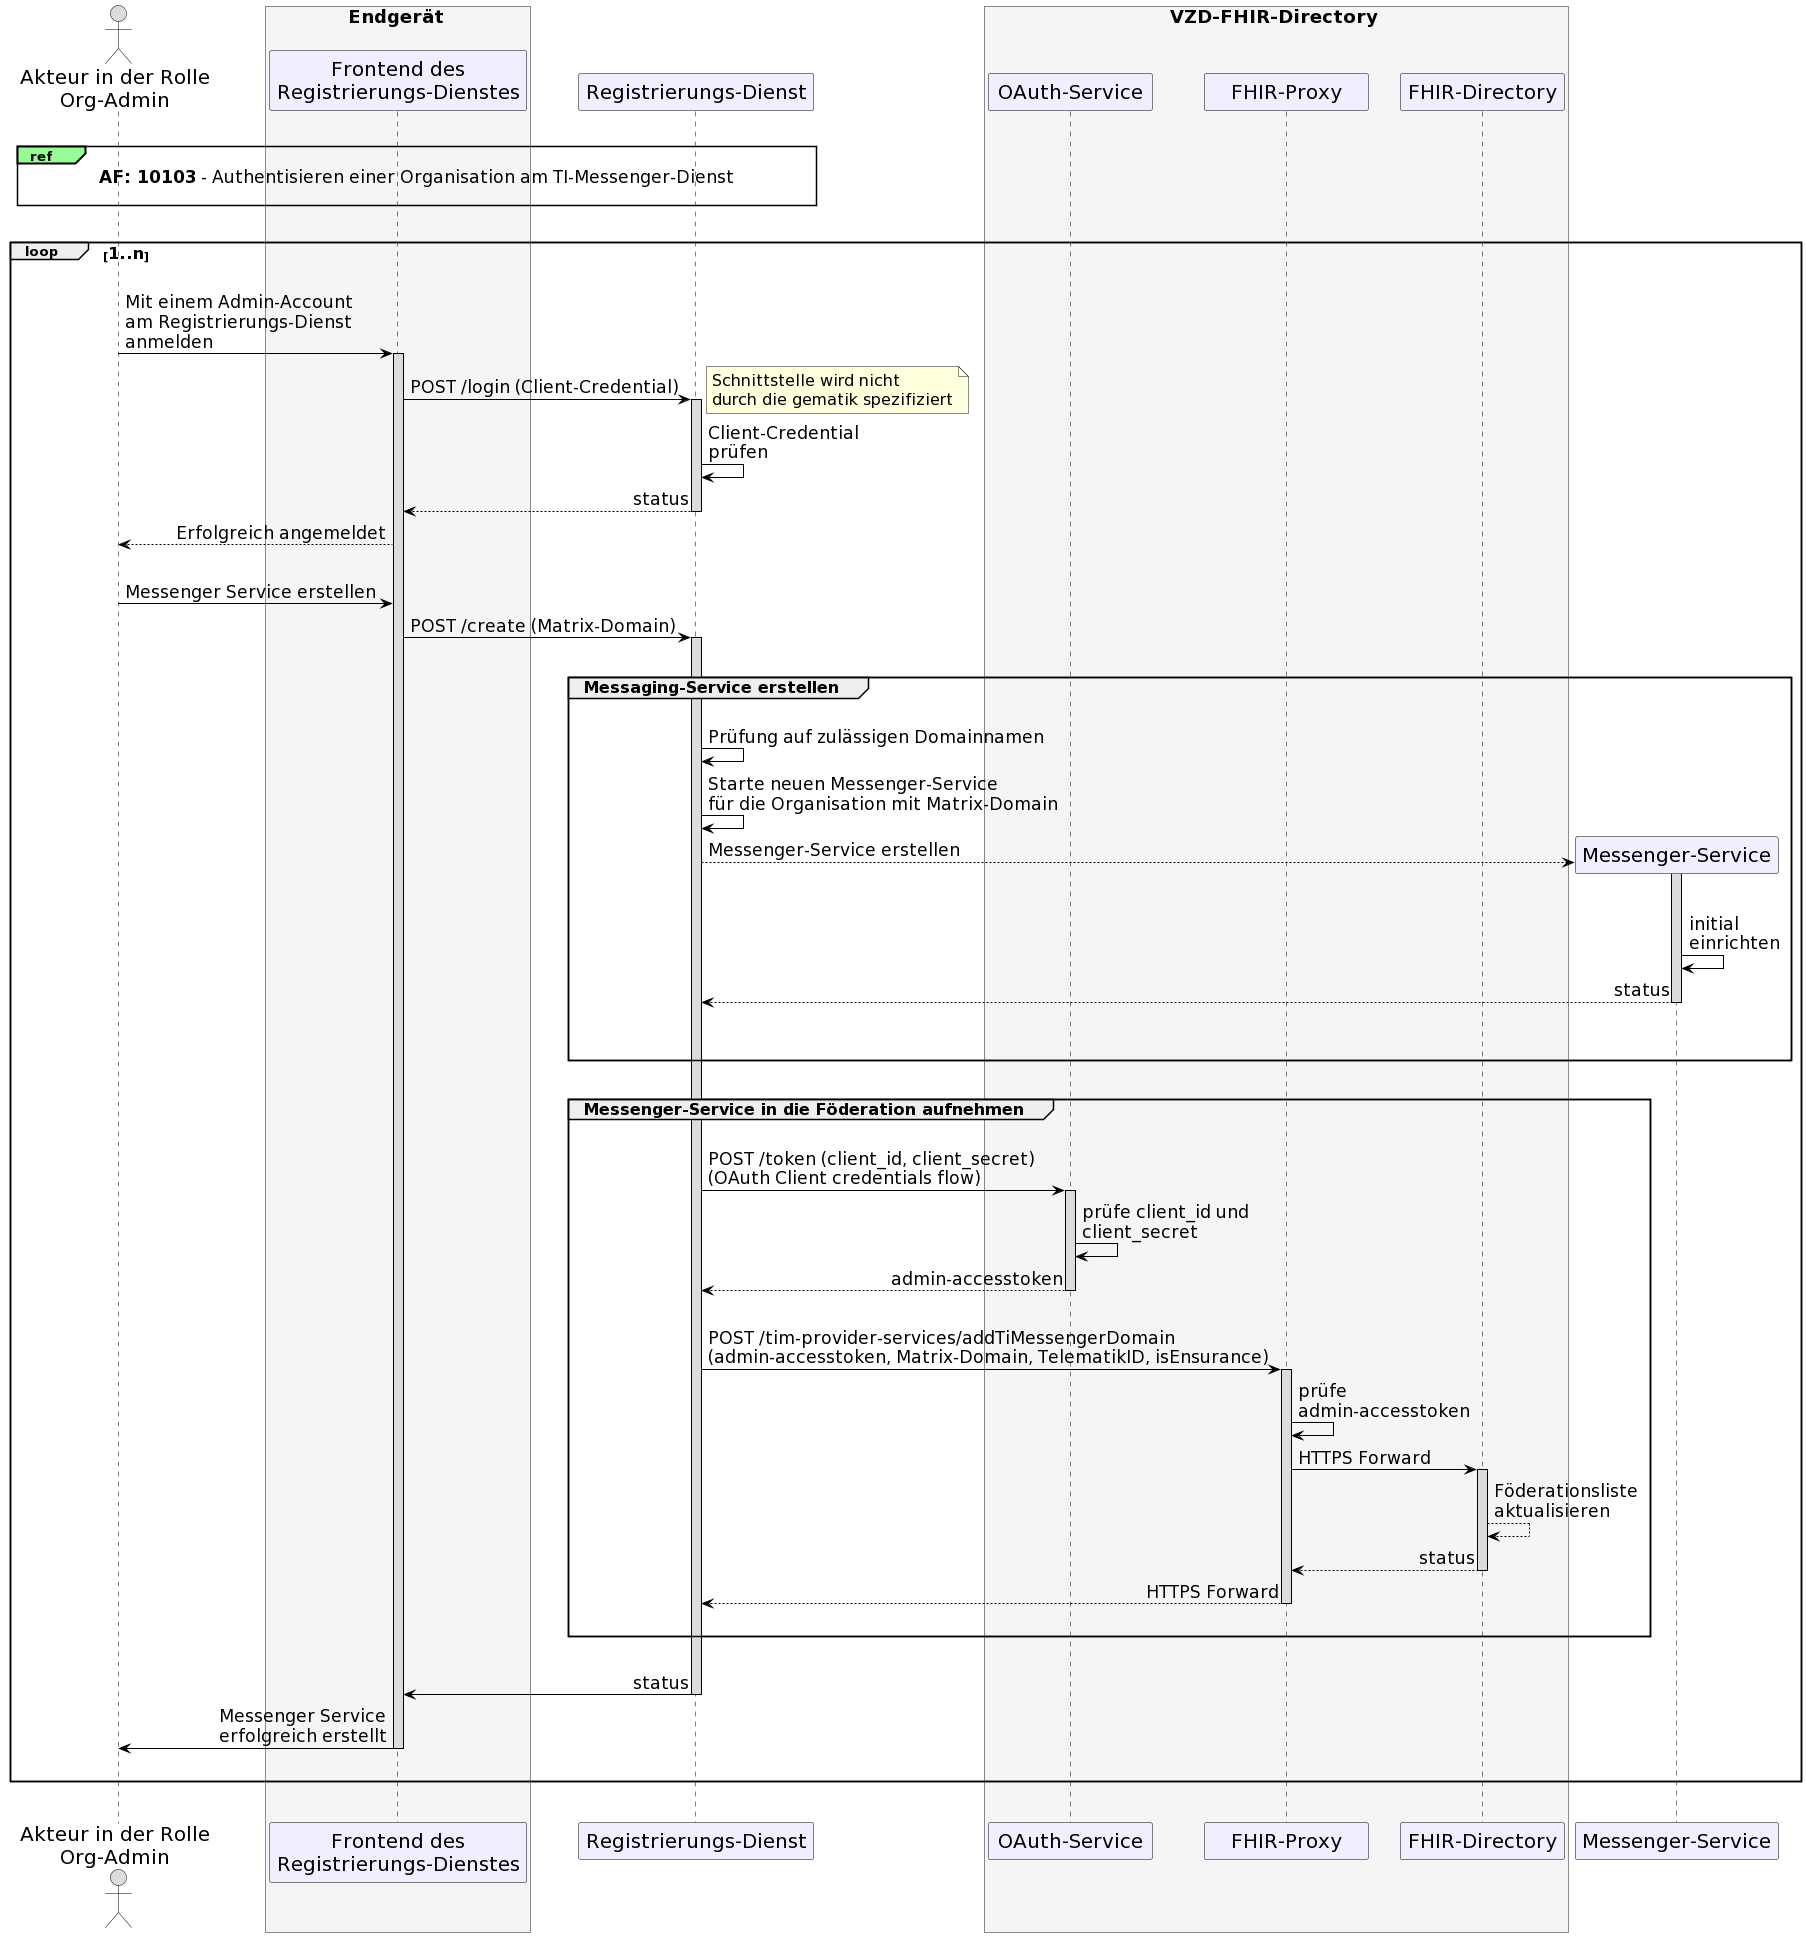 Endgerät
VZD-FHIR-Directory
Akteur in der Rolle
Org-Admin
Frontend des
Registrierungs-Dienstes
Registrierungs-Dienst
OAuth-Service
FHIR-Proxy
FHIR-Directory
ref
AF: 10103 - Authentisieren einer Organisation am TI-Messenger-Dienst
loop
[1..n]
Mit einem Admin-Account
am Registrierungs-Dienst
anmelden
POST /login (Client-Credential)
Schnittstelle wird nicht
durch die gematik spezifiziert
Client-Credential
prüfen
status
Erfolgreich angemeldet
Messenger Service erstellen
POST /create (Matrix-Domain)
Messaging-Service erstellen
Prüfung auf zulässigen Domainnamen
Starte neuen Messenger-Service
für die Organisation mit Matrix-Domain
Messenger-Service erstellen
Messenger-Service
initial
einrichten
status
Messenger-Service in die Föderation aufnehmen
POST /token (client_id, client_secret)
(OAuth Client credentials flow)
prüfe client_id und
client_secret
admin-accesstoken
POST /tim-provider-services/addTiMessengerDomain
(admin-accesstoken, Matrix-Domain, TelematikID, isEnsurance)
prüfe
admin-accesstoken
HTTPS Forward
Föderationsliste
aktualisieren
status
HTTPS Forward
status
Messenger Service
erfolgreich erstellt
Akteur in der Rolle
Org-Admin
Frontend des
Registrierungs-Dienstes
Registrierungs-Dienst
OAuth-Service
FHIR-Proxy
FHIR-Directory
Messenger-Service